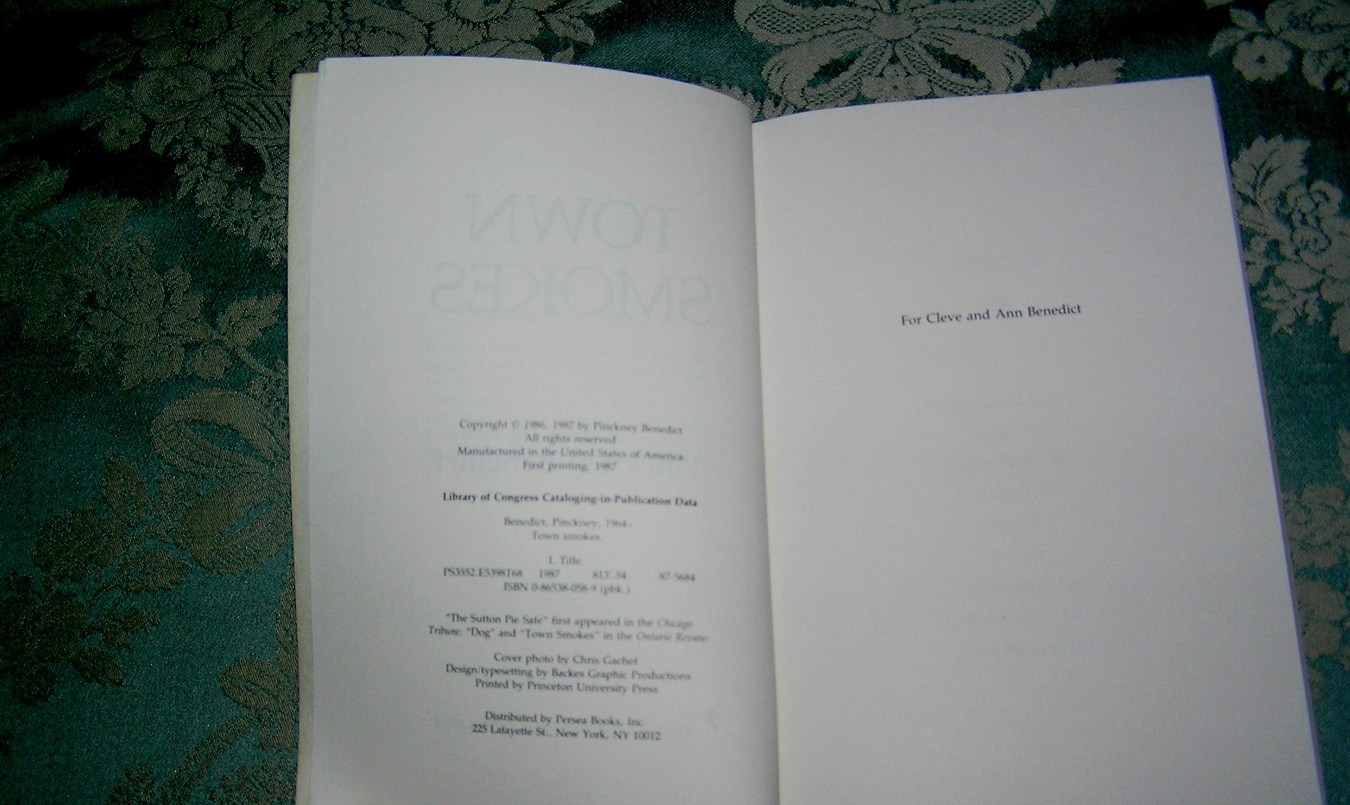 TOWN
SMOKES
Copyright © 1986, 1987 by Pinckney Benedict
All rights reserved
Manufactured in the United States of America.
First printing, 1987
Library of Congress Cataloging-in-Publication Data
Benedict, Pinckney, 1964–
Town smokes.
I. Title.
PS3552.E5398T68 1987 813'.54 87-5684
ISBN 0-86538-058-9 (pbk.)
"The Sutton Pie Safe" first appeared in the Chicago
Tribune; "Dog" and "Town Smokes" in the Ontario Review.
Cover photo by Chris Gachet
Design/typesetting by Backes Graphic Productions
Printed by Princeton University Press
Distributed by Persea Books, Inc.
225 Lafayette St., New York, NY 10012
For Cleve and Ann Benedict